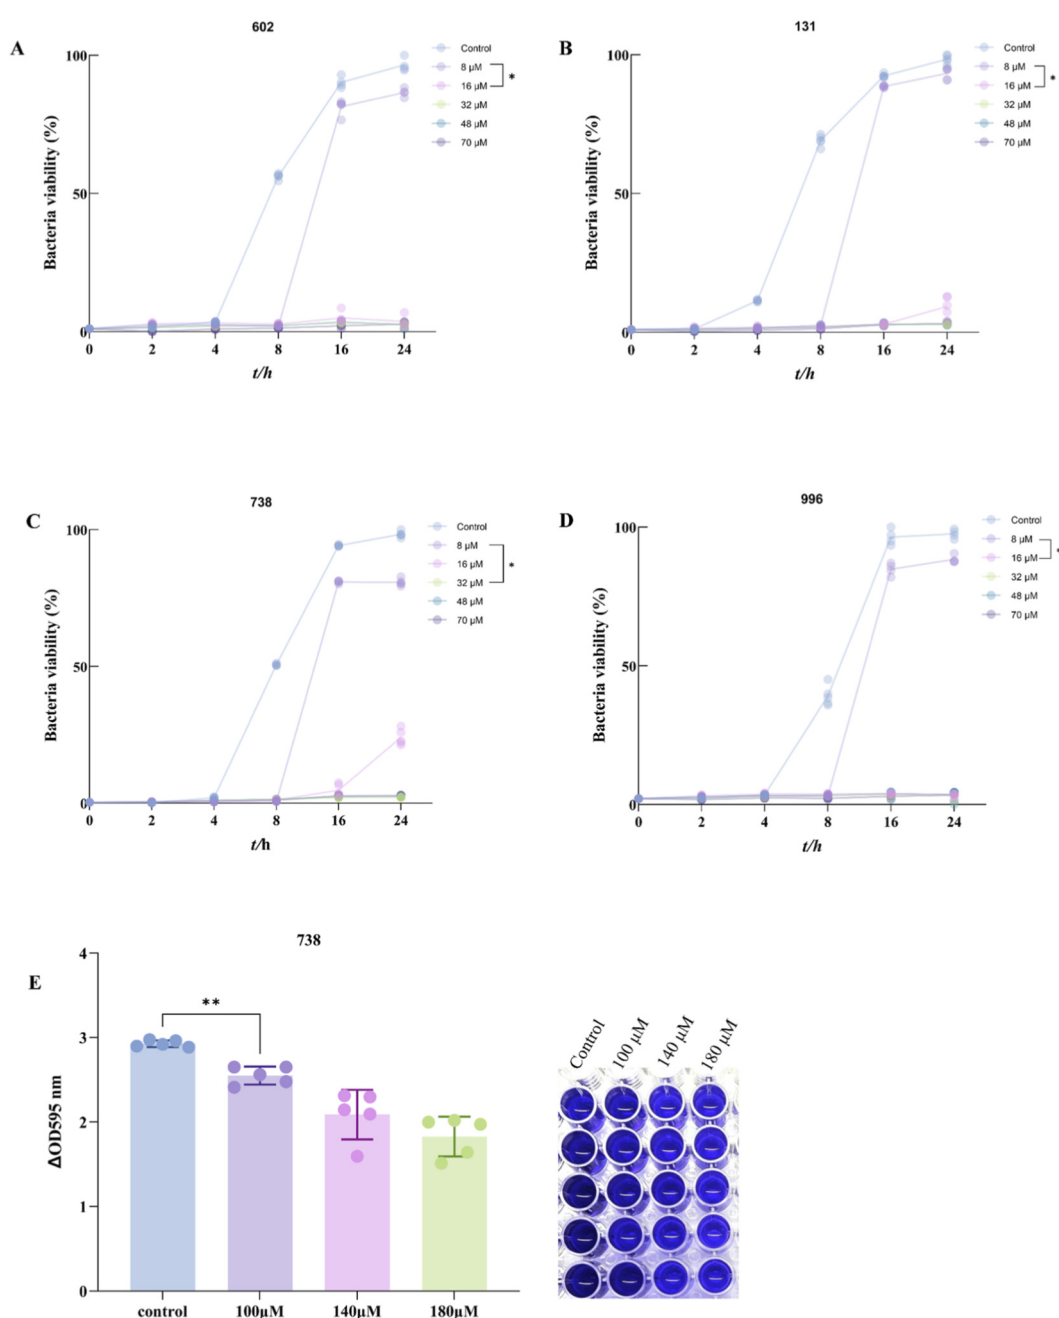 A
602
Bacteria viability (%)
100
50
0
0 2 4 8 16 24
t/h
Control
8 μM
16 μM
32 μM
48 μM
70 μM
*
B
131
Bacteria viability (%)
100
50
0
0 2 4 8 16 24
t/h
Control
8 μM
16 μM
32 μM
48 μM
70 μM
*
C
738
Bacteria viability (%)
100
50
0
0 2 4 8 16 24
t/h
Control
8 μM
16 μM
32 μM
48 μM
70 μM
*
D
996
Bacteria viability (%)
100
50
0
0 2 4 8 16 24
t/h
Control
8 μM
16 μM
32 μM
48 μM
70 μM
*
E
738
ΔOD595 nm
4
3
2
1
0
**
control 100μM 140μM 180μM
Control 100 μM 140 μM 180 μM